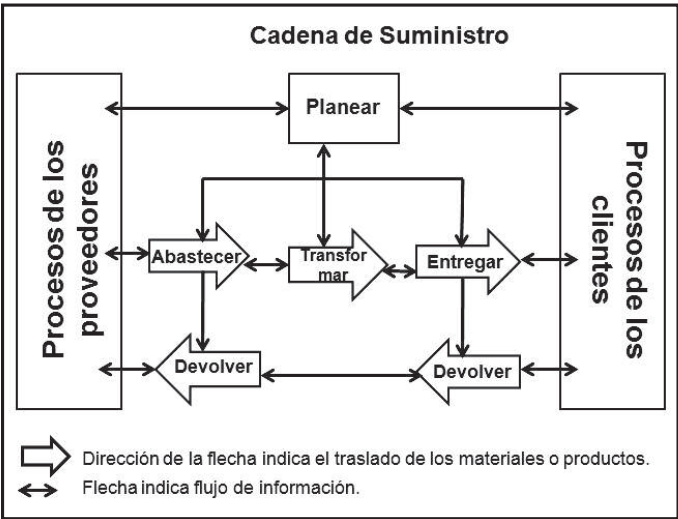 Cadena de Suministro
Procesos de los
proveedores
Planear
Procesos de los
clientes
Abastecer
Transfor
mar
Entregar
Devolver
Devolver
Dirección de la flecha indica el traslado de los materiales o productos.
Flecha indica flujo de información.